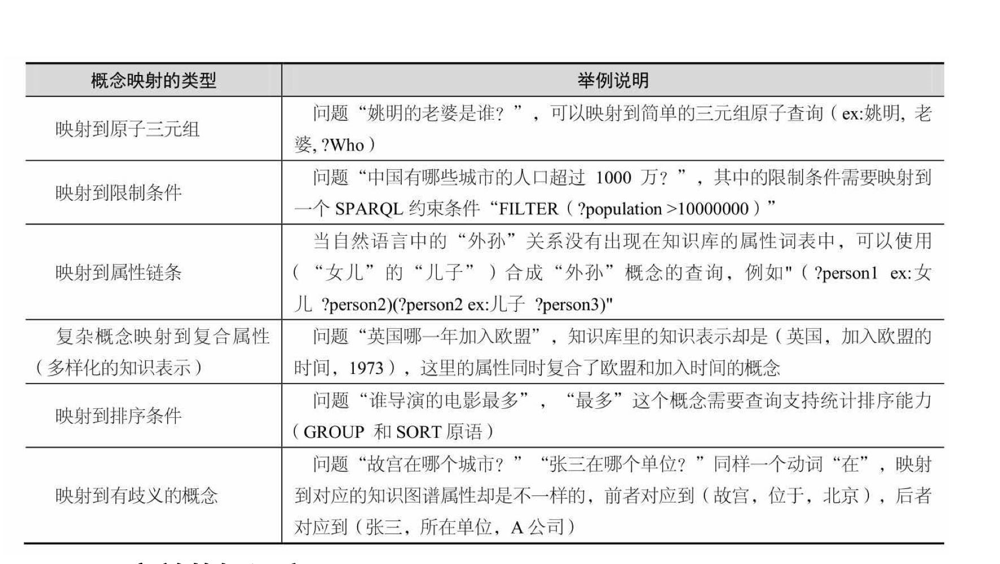 概念映射的类型
举例说明
映射到原子三元组
问题“姚明的老婆是谁？”，可以映射到简单的三元组原子查询（ex:姚明, 老
婆, ?Who）
映射到限制条件
问题“中国有哪些城市的人口超过 1000 万？”，其中的限制条件需要映射到
一个 SPARQL 约束条件“FILTER（?population >10000000）”
映射到属性链条
当自然语言中的“外孙”关系没有出现在知识库的属性词表中，可以使用
（“女儿”的“儿子”）合成“外孙”概念的查询，例如"（?person1 ex:女
儿 ?person2)(?person2 ex:儿子 ?person3)"
复杂概念映射到复合属性
（多样化的知识表示）
问题“英国哪一年加入欧盟”，知识库里的知识表示却是（英国，加入欧盟的
时间，1973），这里的属性同时复合了欧盟和加入时间的概念
映射到排序条件
问题“谁导演的电影最多”，“最多”这个概念需要查询支持统计排序能力
（GROUP 和 SORT 原语）
映射到有歧义的概念
问题“故宫在哪个城市？”“张三在哪个单位？”同样一个动词“在”，映射
到对应的知识图谱属性却是不一样的，前者对应到（故宫，位于，北京），后者
对应到（张三，所在单位，A 公司）